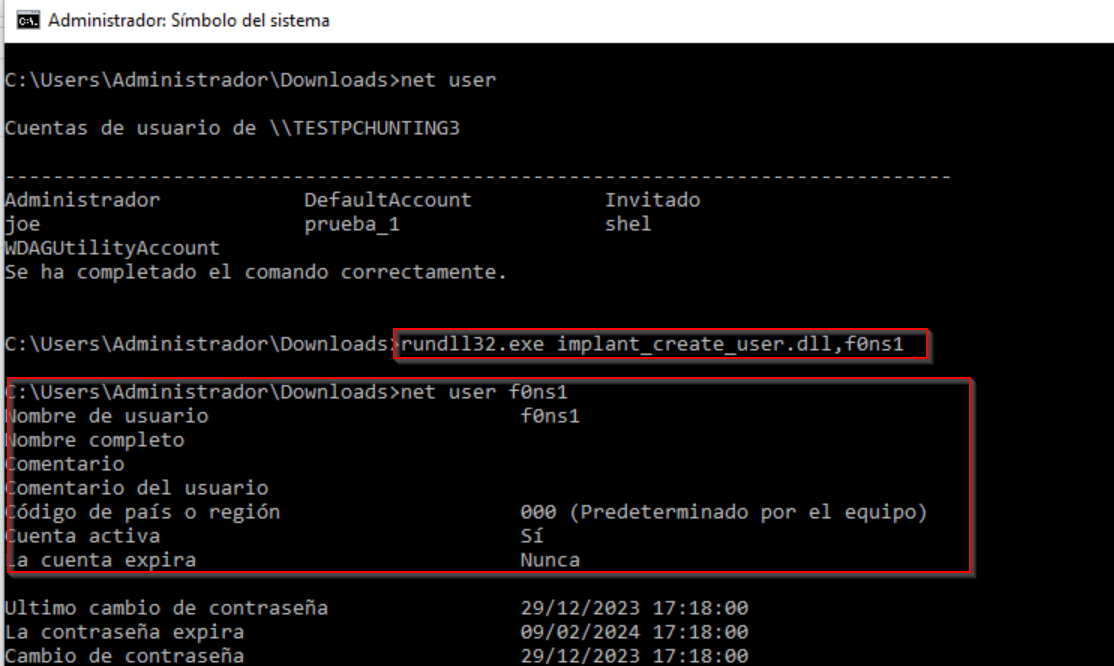 Administrador: Símbolo del sistema
C:\Users\Administrador\Downloads>net user
Cuentas de usuario de \\TESTPCHUNTING3
-------------------------------------------------------------------------------
Administrador DefaultAccount Invitado
joe prueba_1 shel
WDAGUtilityAccount
Se ha completado el comando correctamente.
C:\Users\Administrador\Downloads>rundll32.exe implant_create_user.dll,f0ns1
C:\Users\Administrador\Downloads>net user f0ns1
Nombre de usuario f0ns1
Nombre completo
Comentario
Comentario del usuario
Código de país o región 000 (Predeterminado por el equipo)
Cuenta activa Sí
La cuenta expira Nunca
Ultimo cambio de contraseña 29/12/2023 17:18:00
La contraseña expira 09/02/2024 17:18:00
Cambio de contraseña 29/12/2023 17:18:00